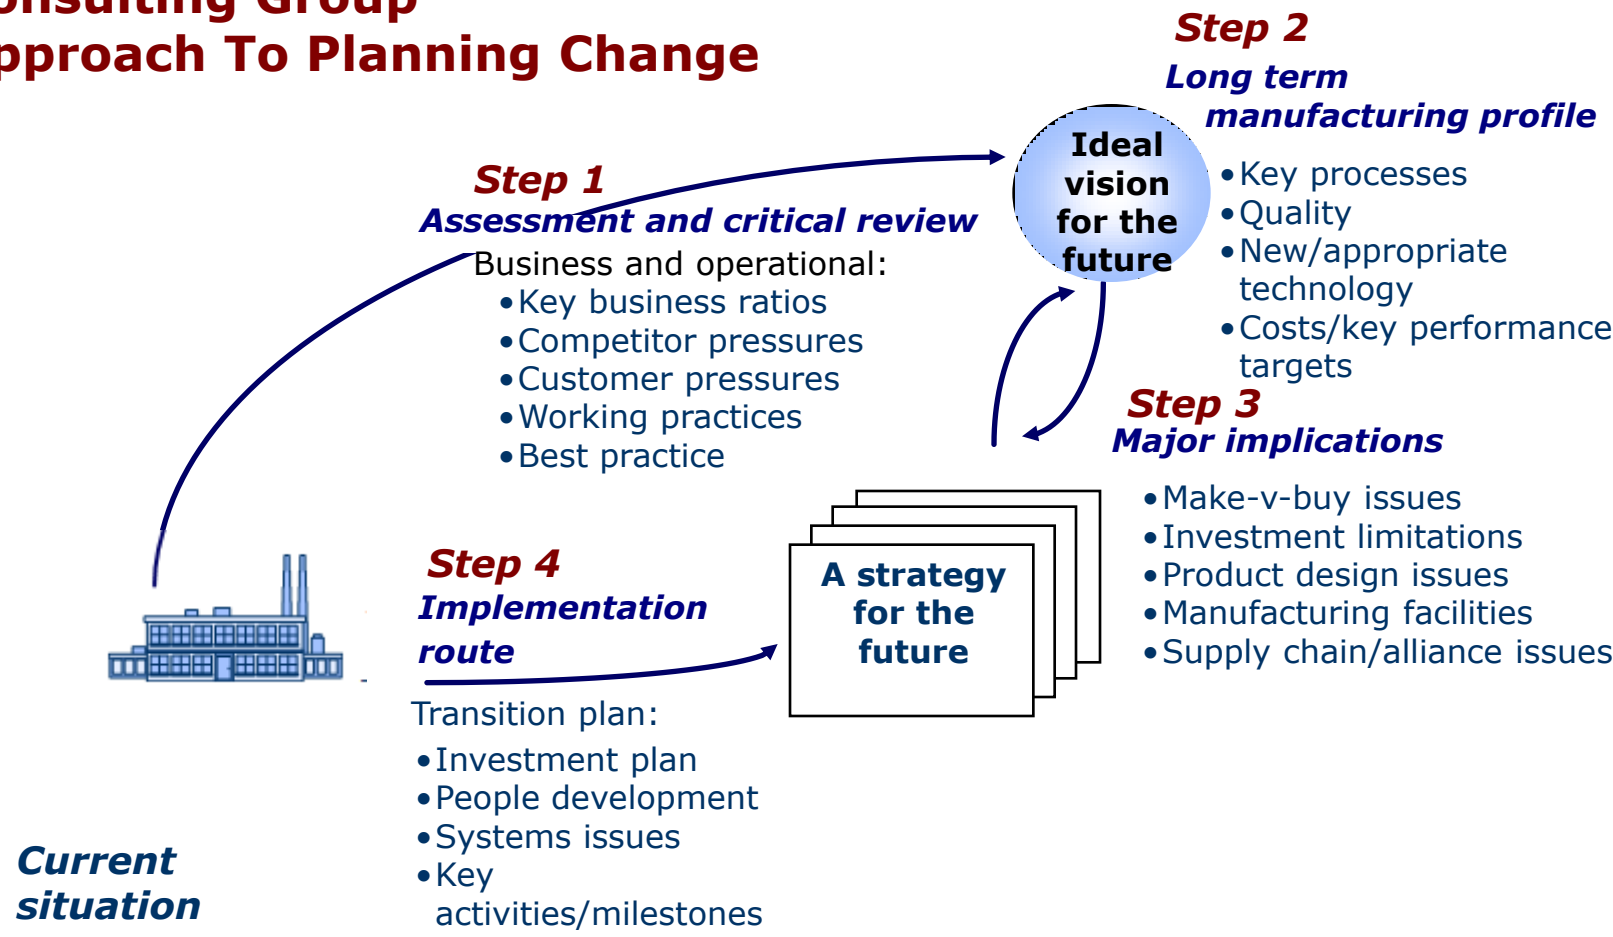 onsulting Group
pproach To Planning Change
Step 1
Assessment and critical review
Business and operational:
•Key business ratios
•Competitor pressures
•Customer pressures
•Working practices
•Best practice
Ideal
vision
for the
future
Step 2
Long term
manufacturing profile
•Key processes
•Quality
•New/appropriate
technology
•Costs/key performance
targets
Step 3
Major implications
•Make-v-buy issues
•Investment limitations
•Product design issues
•Manufacturing facilities
•Supply chain/alliance issues
A strategy
for the
future
Step 4
Implementation
route
Transition plan:
•Investment plan
•People development
•Systems issues
•Key
activities/milestones
Current
situation